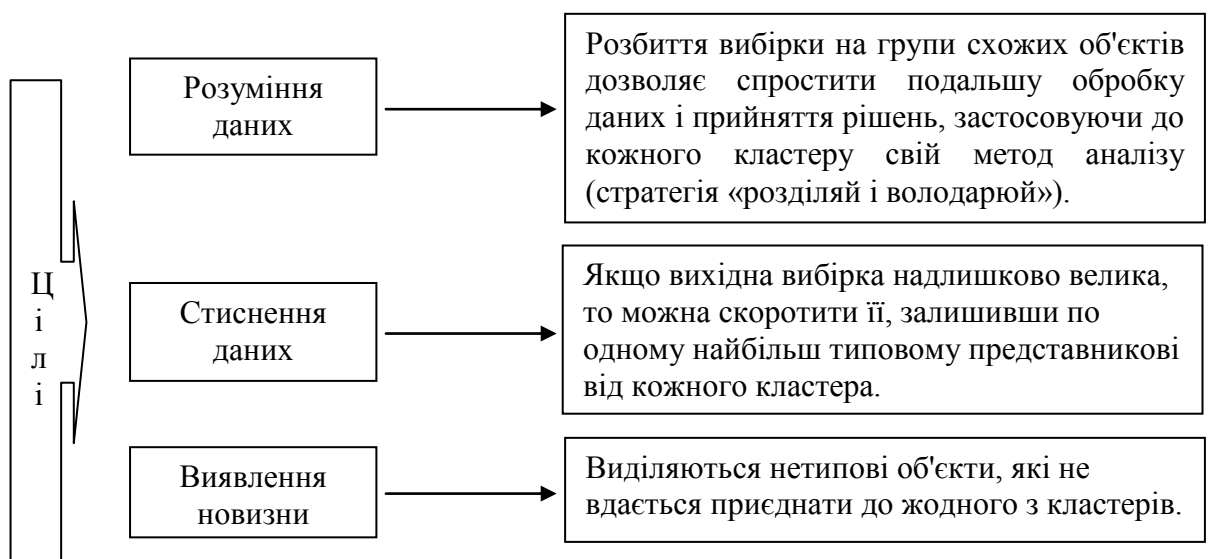 Ц
і
л
і
Розуміння
даних
Розбиття вибірки на групи схожих об'єктів
дозволяє спростити подальшу обробку
даних і прийняття рішень, застосовуючи до
кожного кластеру свій метод аналізу
(стратегія «розділяй і володарюй»).
Стиснення
даних
Якщо вихідна вибірка надлишково велика,
то можна скоротити її, залишивши по
одному найбільш типовому представникові
від кожного кластера.
Виявлення
новизни
Виділяються нетипові об'єкти, які не
вдається приєднати до жодного з кластерів.